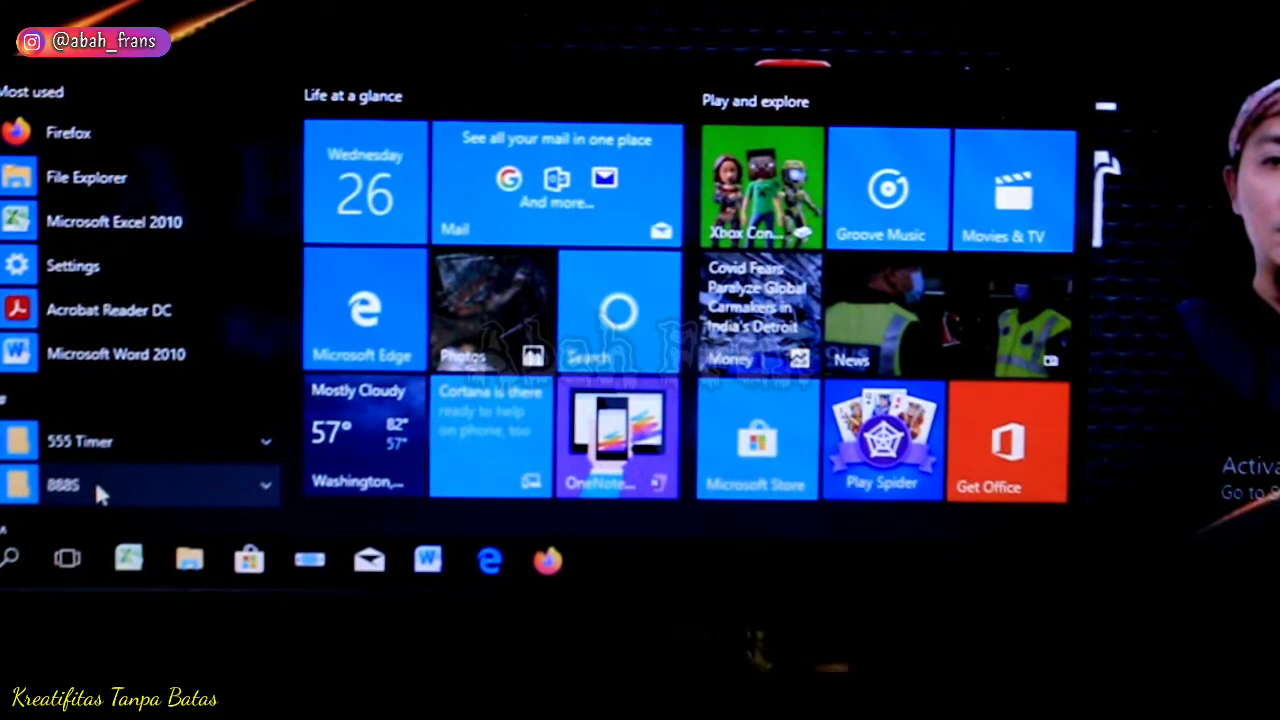 @abah_frans
Most used
Firefox
File Explorer
Microsoft Excel 2010
Settings
Acrobat Reader DC
Microsoft Word 2010
#
555 Timer
888S
Life at a glance
Wednesday
26
See all your mail in one place
And more...
Mail
Microsoft Edge
Photos
Search
Mostly Cloudy
57°
82°
57°
Washington,...
Cortana is there
ready to help
on phone, too
OneNote...
Play and explore
Xbox Con...
Groove Music
Movies & TV
Covid Fears
Paralyze Global
Carmakers in
India's Detroit
Money
News
Microsoft Store
Play Spider
Get Office
Abah Frans
Activa
Go to S
Kreatifitas Tanpa Batas